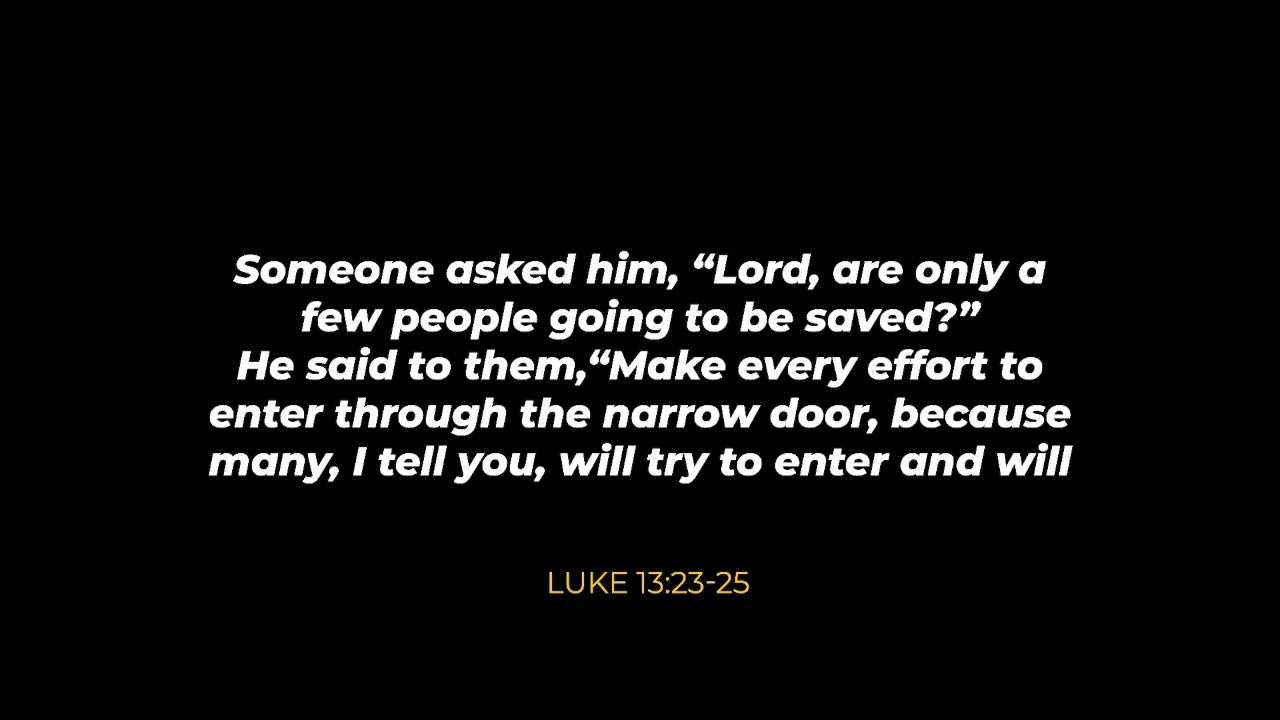 Someone asked him, “Lord, are only a
few people going to be saved?”
He said to them,“Make every effort to
enter through the narrow door, because
many, I tell you, will try to enter and will
LUKE 13:23-25